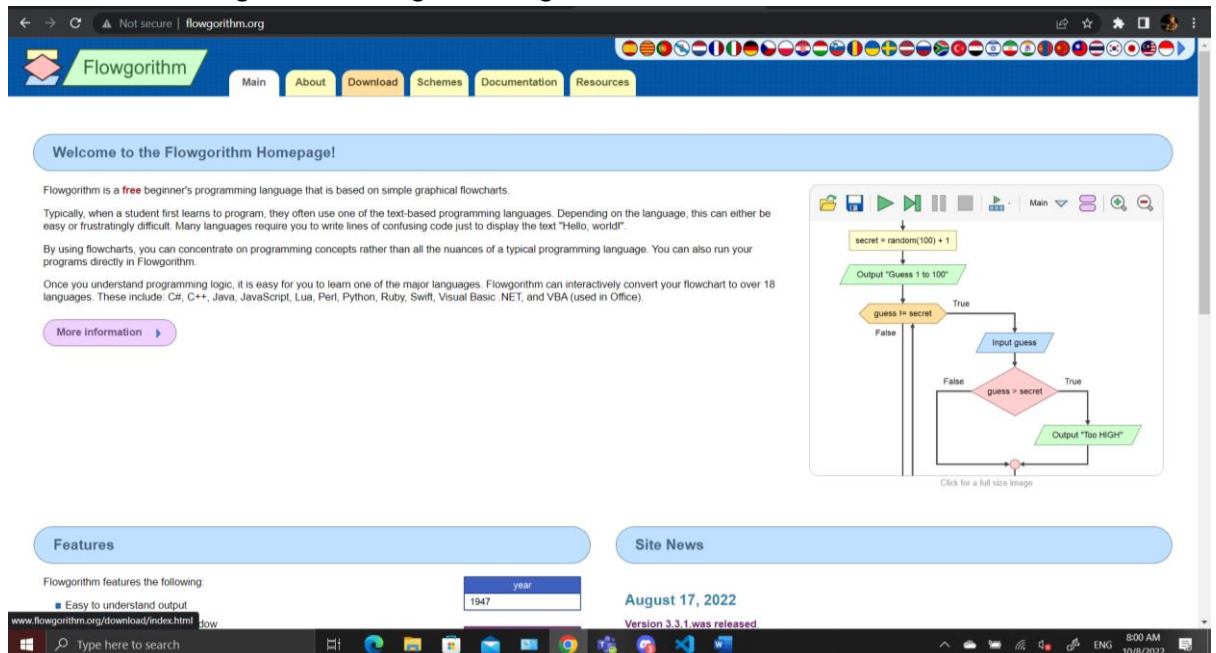 Not secure | flowgorithm.org
Flowgorithm
Main About Download Schemes Documentation Resources
Welcome to the Flowgorithm Homepage!
Flowgorithm is a free beginner's programming language that is based on simple graphical flowcharts.
Typically, when a student first learns to program, they often use one of the text-based programming languages. Depending on the language, this can either be
easy or frustratingly difficult. Many languages require you to write lines of confusing code just to display the text "Hello, world!".
By using flowcharts, you can concentrate on programming concepts rather than all the nuances of a typical programming language. You can also run your
programs directly in Flowgorithm.
Once you understand programming logic, it is easy for you to learn one of the major languages. Flowgorithm can interactively convert your flowchart to over 18
languages. These include: C#, C++, Java, JavaScript, Lua, Perl, Python, Ruby, Swift, Visual Basic .NET, and VBA (used in Office).
More information
Main
secret = random(100) + 1
Output "Guess 1 to 100"
guess != secret
True
False
Input guess
False
True
guess > secret
Output "Too HIGH"
Click for a full size image
Features
Flowgorithm features the following:
Easy to understand output
year
1947
Site News
August 17, 2022
Version 3.3.1.was released.
www.flowgorithm.org/download/index.html
Type here to search
ENG
8:00 AM
10/8/2022